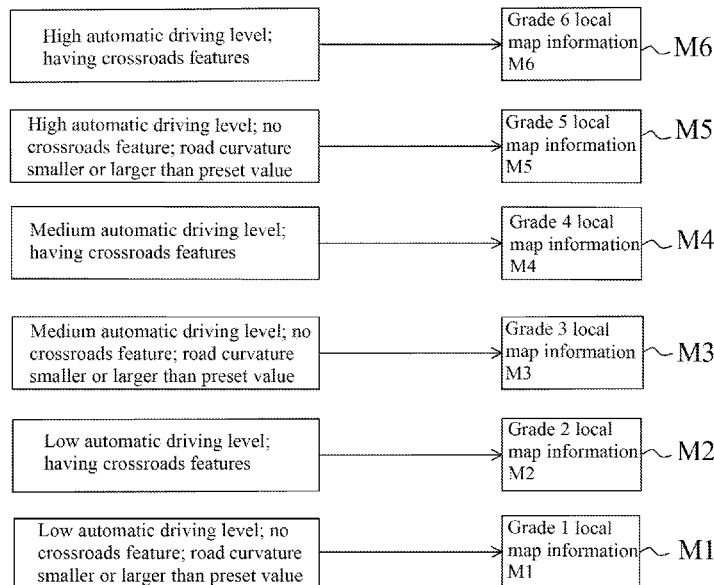 High automatic driving level;
having crossroads features
Grade 6 local
map information
M6
M6
High automatic driving level; no
crossroads feature; road curvature
smaller or larger than preset value
Grade 5 local
map information
M5
M5
Medium automatic driving level;
having crossroads features
Grade 4 local
map information
M4
M4
Medium automatic driving level; no
crossroads feature; road curvature
smaller or larger than preset value
Grade 3 local
map information
M3
M3
Low automatic driving level;
having crossroads features
Grade 2 local
map information
M2
M2
Low automatic driving level; no
crossroads feature; road curvature
smaller or larger than preset value
Grade 1 local
map information
M1
M1